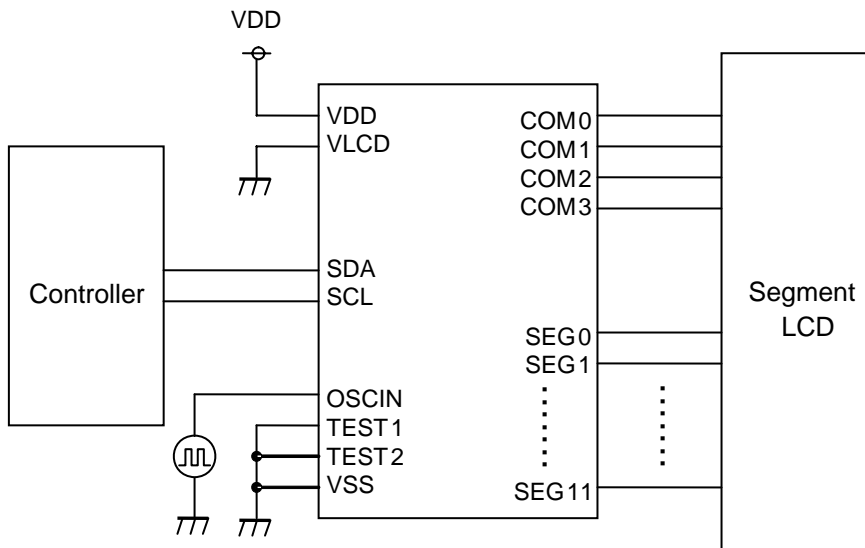 VDD
VDD
VLCD
SDA
SCL
OSCIN
TEST1
TEST2
VSS
COM0
COM1
COM2
COM3
SEG0
SEG1
SEG11
Controller
Segment
LCD